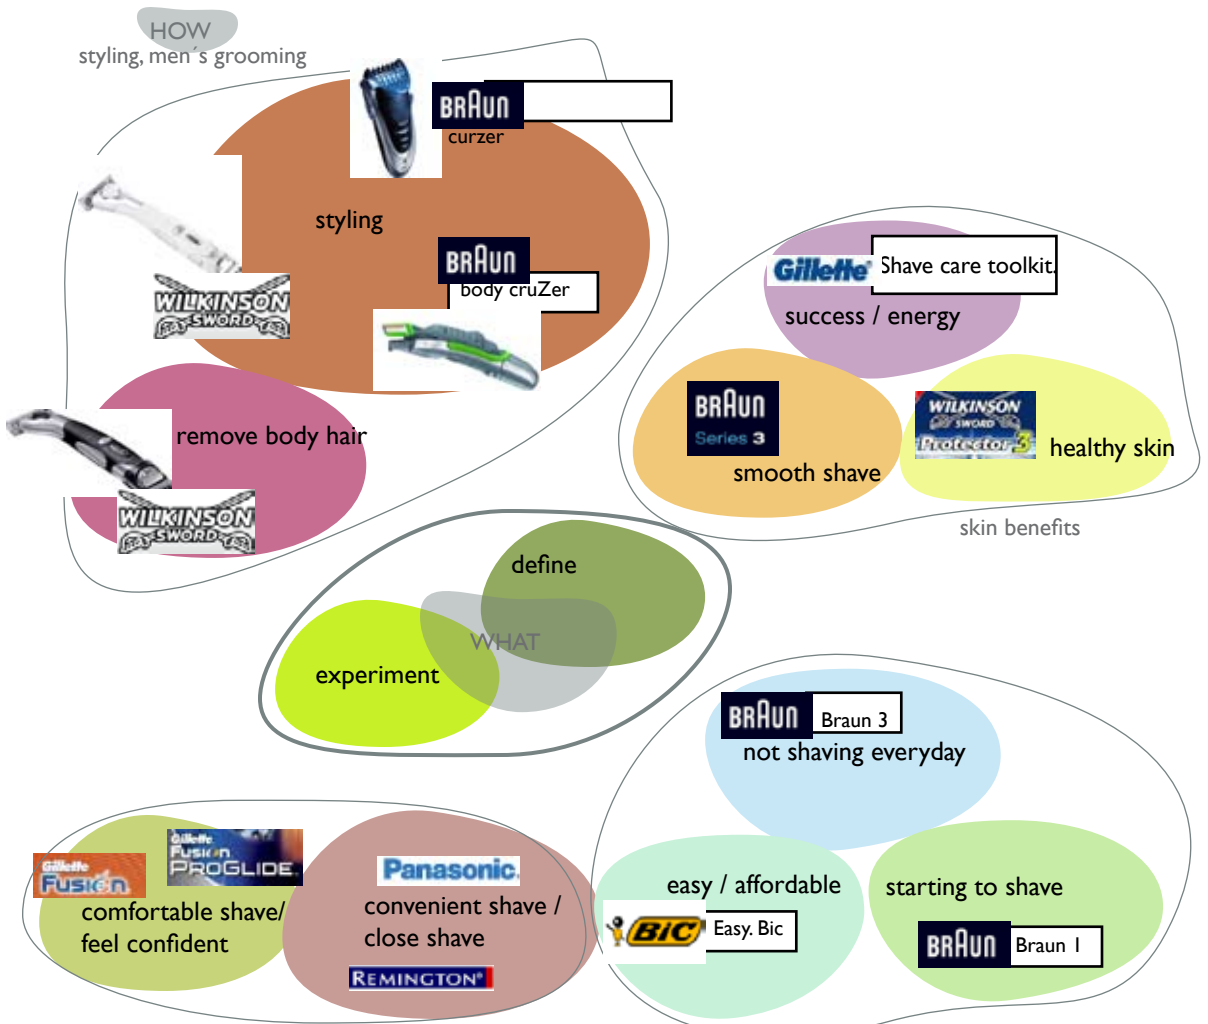 HOW
styling, men´s grooming
BRAUN
curzer
styling
BRAUN
body cruZer
WILKINSON
SWORD
remove body hair
WILKINSON
SWORD
Gillette®
Shave care toolkit.
success / energy
BRAUN
Series 3
smooth shave
WILKINSON
SWORD
Protector 3
healthy skin
skin benefits
define
WHAT
experiment
BRAUN
Braun 3
not shaving everyday
Gillette
Fusion
Gillette
Fusion
PROGLIDE
comfortable shave/
feel confident
Panasonic
convenient shave /
close shave
REMINGTON®
easy / affordable
BiC
Easy. Bic
starting to shave
BRAUN
Braun 1